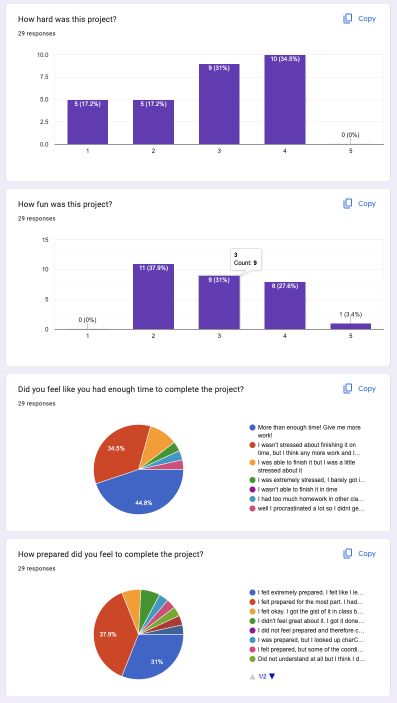 How hard was this project?
Copy
29 responses
10.0
7.5
5.0
2.5
0.0
5 (17.2%)
5 (17.2%)
9 (31%)
10 (34.5%)
0 (0%)
1
2
3
4
5
How fun was this project?
Copy
29 responses
15
10
5
0
0 (0%)
11 (37.9%)
9 (31%)
8 (27.6%)
1 (3.4%)
3
Count: 9
1
2
3
4
5
Did you feel like you had enough time to complete the project?
Copy
29 responses
34.5%
44.8%
More than enough time! Give me more
work!
I wasn't stressed about finishing it on
time, but I think any more work and I...
I was able to finish it but I was a little
stressed about it
I was extremely stressed, I barely got i...
I wasn't able to finish it in time
I had too much homework in other cla...
well I procrastinated a lot so I didnt ge...
How prepared did you feel to complete the project?
Copy
29 responses
37.9%
31%
I felt extremely prepared, I felt like I le...
I felt prepared for the most part. I had...
I felt okay. I got the gist of it in class b...
I didn't feel great about it. I got it done...
I did not feel prepared and therefore c...
I was prepared, but I looked up charC...
I felt prepared, but some of the coordi...
Did not understand at all but I think I d...
1/2